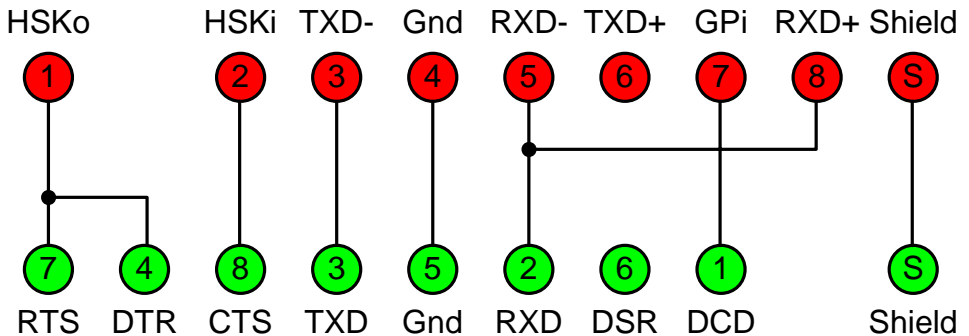 HSKo HSKi TXD- Gnd RXD- TXD+ GPi RXD+ Shield
1 2 3 4 5 6 7 8 S
7 4 8 3 5 2 6 1 S
RTS DTR CTS TXD Gnd RXD DSR DCD Shield